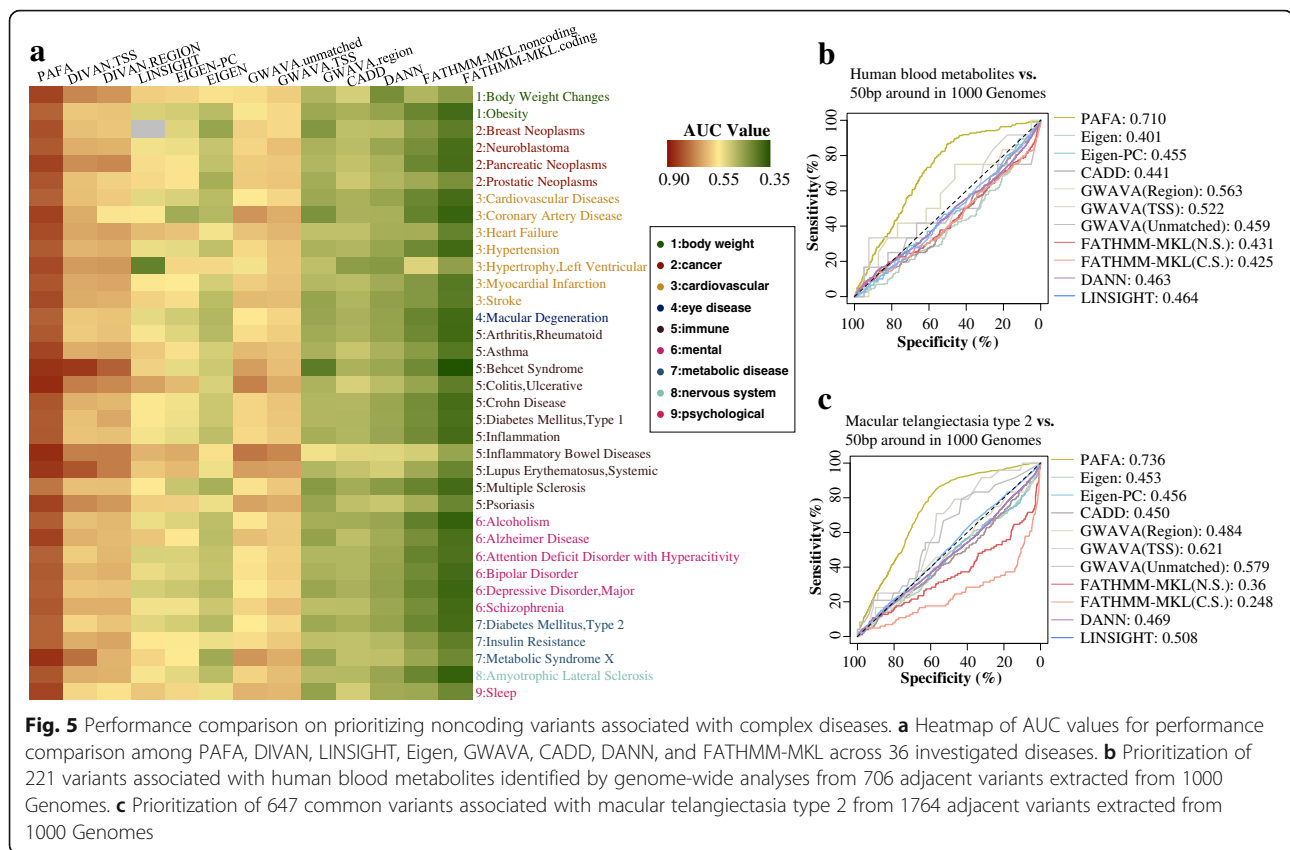 a
PAFA
DIVAN.TSS
DIVAN.REGION
LINSIGHT
EIGEN-PC
EIGEN
GWAVA.unmatched
GWAVA.TSS
GWAVA.region
CADD
DANN
FATHMM-MKL.noncoding
FATHMM-MKL.coding
1:Body Weight Changes
1:Obesity
2:Breast Neoplasms
2:Neuroblastoma
2:Pancreatic Neoplasms
2:Prostatic Neoplasms
3:Cardiovascular Diseases
3:Coronary Artery Disease
3:Heart Failure
3:Hypertension
3:Hypertrophy,Left Ventricular
3:Myocardial Infarction
3:Stroke
4:Macular Degeneration
5:Arthritis,Rheumatoid
5:Asthma
5:Behcet Syndrome
5:Colitis,Ulcerative
5:Crohn Disease
5:Diabetes Mellitus,Type 1
5:Inflammation
5:Inflammatory Bowel Diseases
5:Lupus Erythematosus,Systemic
5:Multiple Sclerosis
5:Psoriasis
6:Alcoholism
6:Alzheimer Disease
6:Attention Deficit Disorder with Hyperacitivity
6:Bipolar Disorder
6:Depressive Disorder,Major
6:Schizophrenia
7:Diabetes Mellitus,Type 2
7:Insulin Resistance
7:Metabolic Syndrome X
8:Amyotrophic Lateral Sclerosis
9:Sleep
AUC Value
0.90 0.55 0.35
1:body weight
2:cancer
3:cardiovascular
4:eye disease
5:immune
6:mental
7:metabolic disease
8:nervous system
9:psychological
b
Human blood metabolites vs.
50bp around in 1000 Genomes
Sensitivity(%)
100
80
60
40
20
0
100 80 60 40 20 0
Specificity (%)
PAFA: 0.710
Eigen: 0.401
Eigen-PC: 0.455
CADD: 0.441
GWAVA(Region): 0.563
GWAVA(TSS): 0.522
GWAVA(Unmatched): 0.459
FATHMM-MKL(N.S.): 0.431
FATHMM-MKL(C.S.): 0.425
DANN: 0.463
LINSIGHT: 0.464
c
Macular telangiectasia type 2 vs.
50bp around in 1000 Genomes
Sensitivity(%)
100
80
60
40
20
0
100 80 60 40 20 0
Specificity (%)
PAFA: 0.736
Eigen: 0.453
Eigen-PC: 0.456
CADD: 0.450
GWAVA(Region): 0.484
GWAVA(TSS): 0.621
GWAVA(Unmatched): 0.579
FATHMM-MKL(N.S.): 0.36
FATHMM-MKL(C.S.): 0.248
DANN: 0.469
LINSIGHT: 0.508
Fig. 5 Performance comparison on prioritizing noncoding variants associated with complex diseases. a Heatmap of AUC values for performance
comparison among PAFA, DIVAN, LINSIGHT, Eigen, GWAVA, CADD, DANN, and FATHMM-MKL across 36 investigated diseases. b Prioritization of
221 variants associated with human blood metabolites identified by genome-wide analyses from 706 adjacent variants extracted from 1000
Genomes. c Prioritization of 647 common variants associated with macular telangiectasia type 2 from 1764 adjacent variants extracted from
1000 Genomes